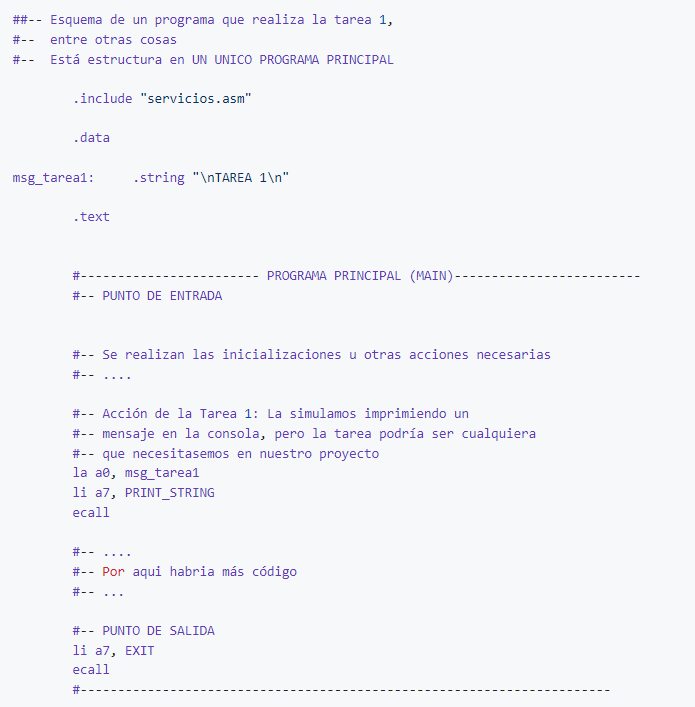 ##-- Esquema de un programa que realiza la tarea 1,
#--  entre otras cosas
#--  Está estructura en UN UNICO PROGRAMA PRINCIPAL
        .include "servicios.asm"
        .data
msg_tarea1:     .string "\nTAREA 1\n"
        .text
        #------------------------ PROGRAMA PRINCIPAL (MAIN)-------------------------
        #-- PUNTO DE ENTRADA
        #-- Se realizan las inicializaciones u otras acciones necesarias
        #-- ....
        #-- Acción de la Tarea 1: La simulamos imprimiendo un
        #-- mensaje en la consola, pero la tarea podría ser cualquiera
        #-- que necesitasemos en nuestro proyecto
        la a0, msg_tarea1
        li a7, PRINT_STRING
        ecall
        #-- ....
        #-- Por aqui habria más código
        #-- ...
        #-- PUNTO DE SALIDA
        li a7, EXIT
        ecall
        #-----------------------------------------------------------------------